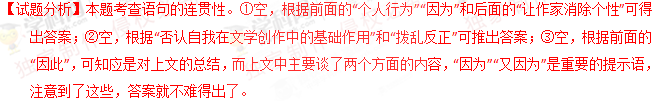 【试题分析】本题考查语句的连贯性。①空，根据前面的“个人行为”“因为”和后面的“让作家消除个性”可得
出答案；②空，根据“否认自我在文学创作中的基础作用”和“拨乱反正”可推出答案；③空，根据前面的
“因此”，可知应是对上文的总结，而上文中主要谈了两个方面的内容，“因为”“又因为”是重要的提示语，
注意到了这些，答案就不难得出了。